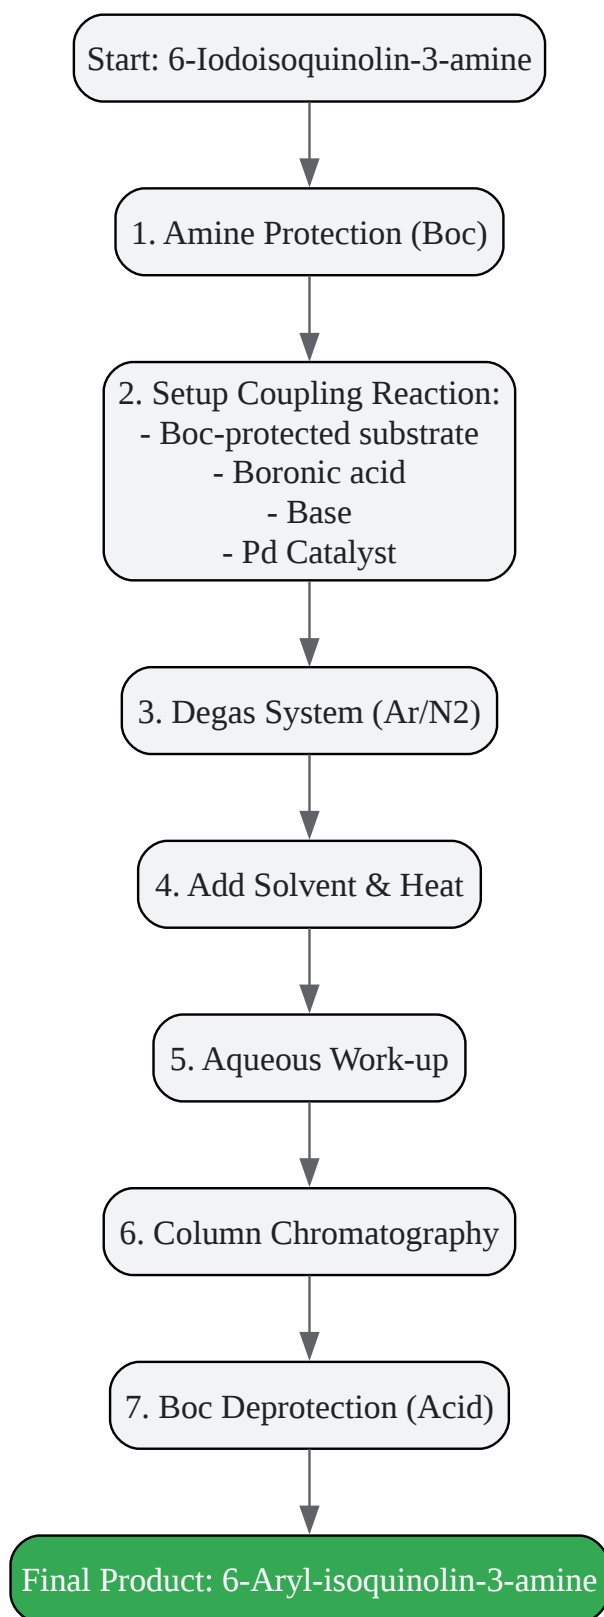 Start: 6-Iodoisoquinolin-3-amine
1. Amine Protection (Boc)
2. Setup Coupling Reaction:
- Boc-protected substrate
- Boronic acid
- Base
- Pd Catalyst
3. Degas System (Ar/N2)
4. Add Solvent & Heat
5. Aqueous Work-up
6. Column Chromatography
7. Boc Deprotection (Acid)
Final Product: 6-Aryl-isoquinolin-3-amine